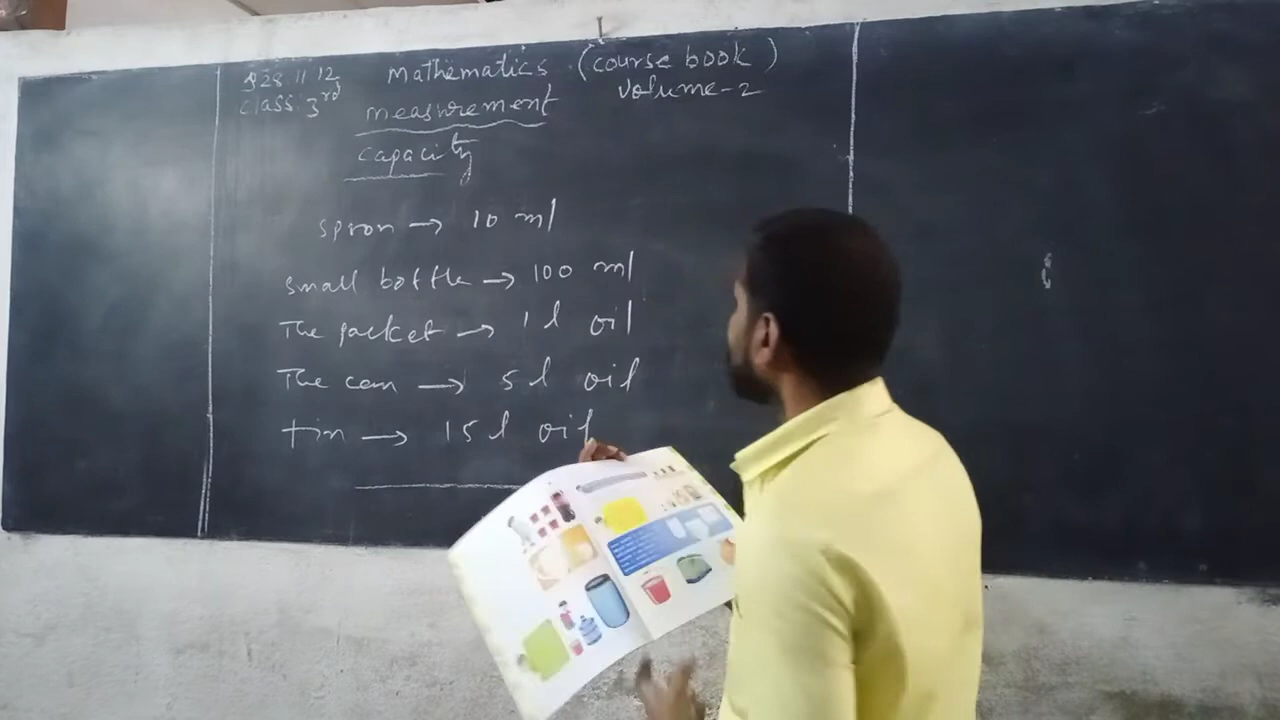 28.11.12
Mathematics (course book)
class: 3rd
measurement
volume-2
capacity
spoon → 10 ml
small bottle → 100 ml
The packet → 1 l oil
The can → 5 l oil
tin → 15 l oil